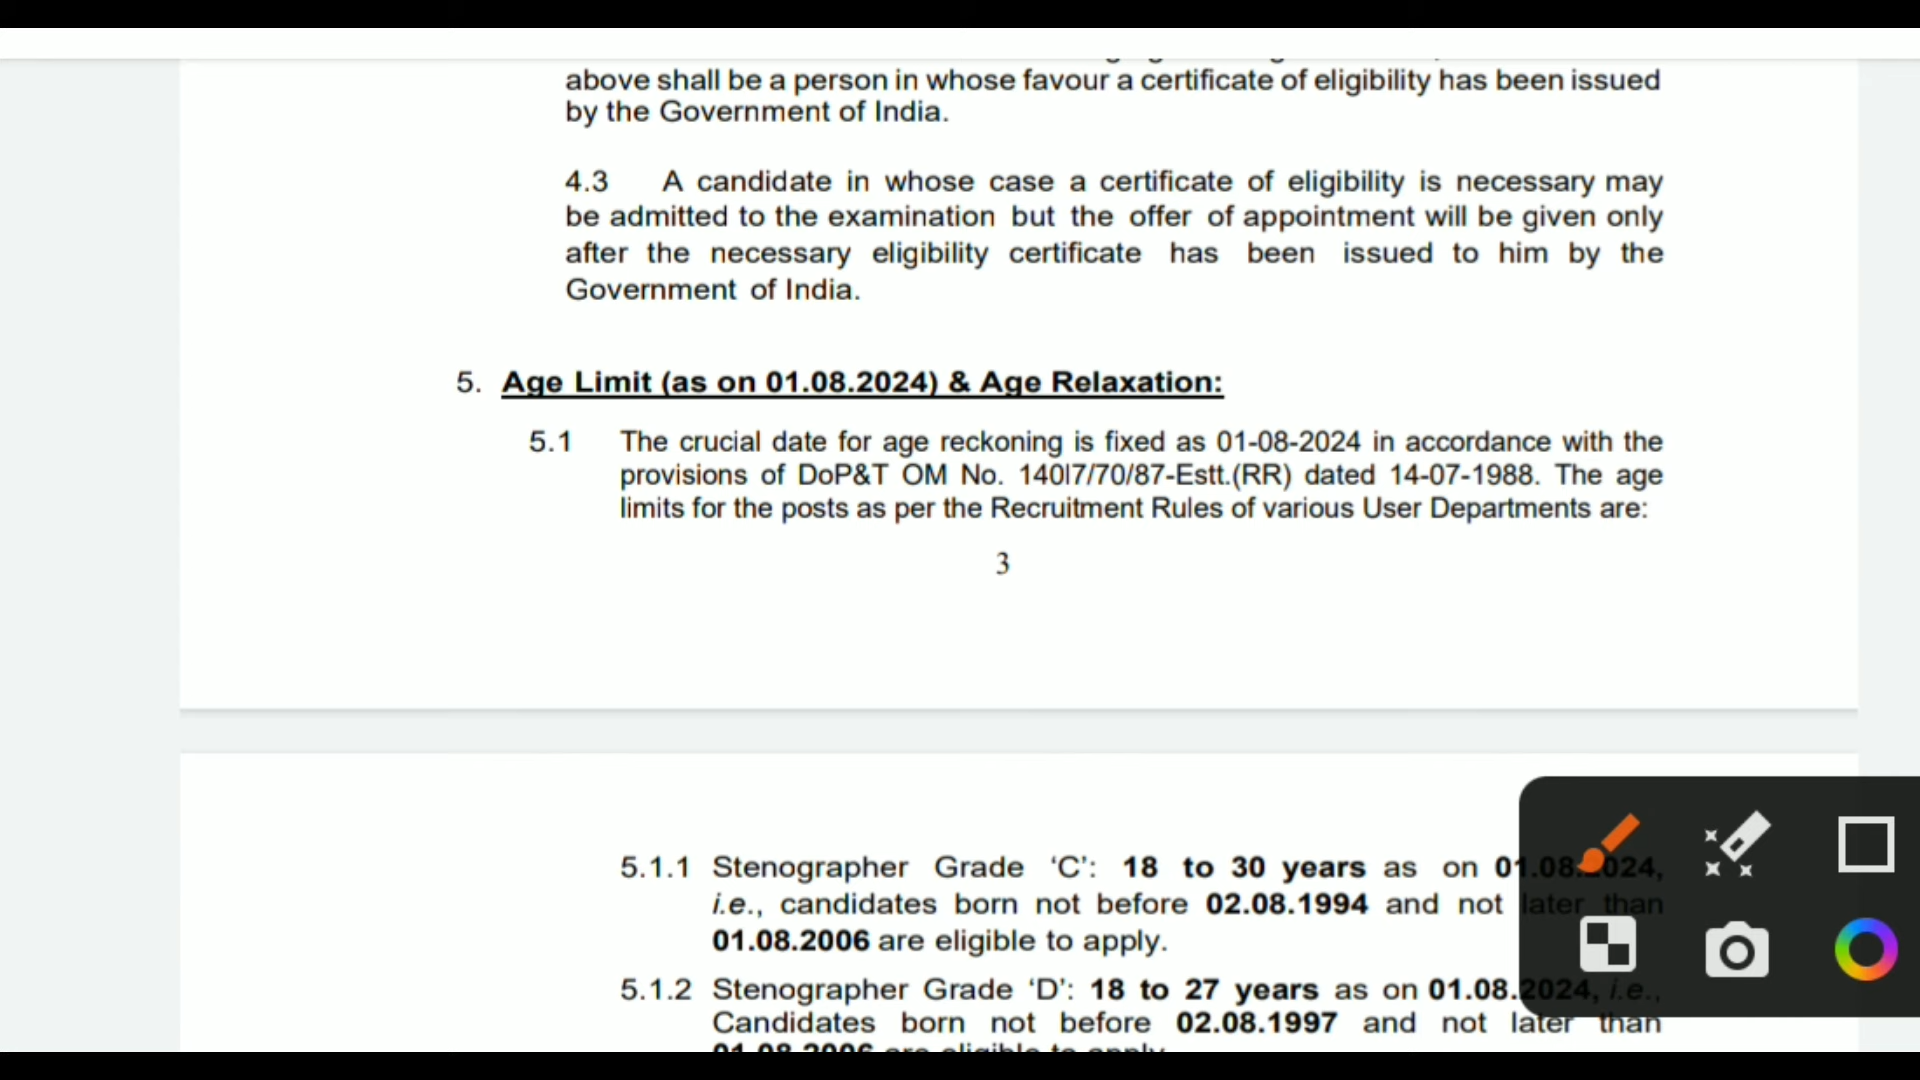 above shall be a person in whose favour a certificate of eligibility has been issued
by the Government of India.
4.3 A candidate in whose case a certificate of eligibility is necessary may
be admitted to the examination but the offer of appointment will be given only
after the necessary eligibility certificate has been issued to him by the
Government of India.
5. Age Limit (as on 01.08.2024) & Age Relaxation:
5.1 The crucial date for age reckoning is fixed as 01-08-2024 in accordance with the
provisions of DoP&T OM No. 140I7/70/87-Estt.(RR) dated 14-07-1988. The age
limits for the posts as per the Recruitment Rules of various User Departments are:
3
5.1.1 Stenographer Grade ‘C’: 18 to 30 years as on 01.08.2024,
i.e., candidates born not before 02.08.1994 and not later than
01.08.2006 are eligible to apply.
5.1.2 Stenographer Grade ‘D’: 18 to 27 years as on 01.08.2024, i.e.,
Candidates born not before 02.08.1997 and not later than
01.08.2006 are eligible to apply